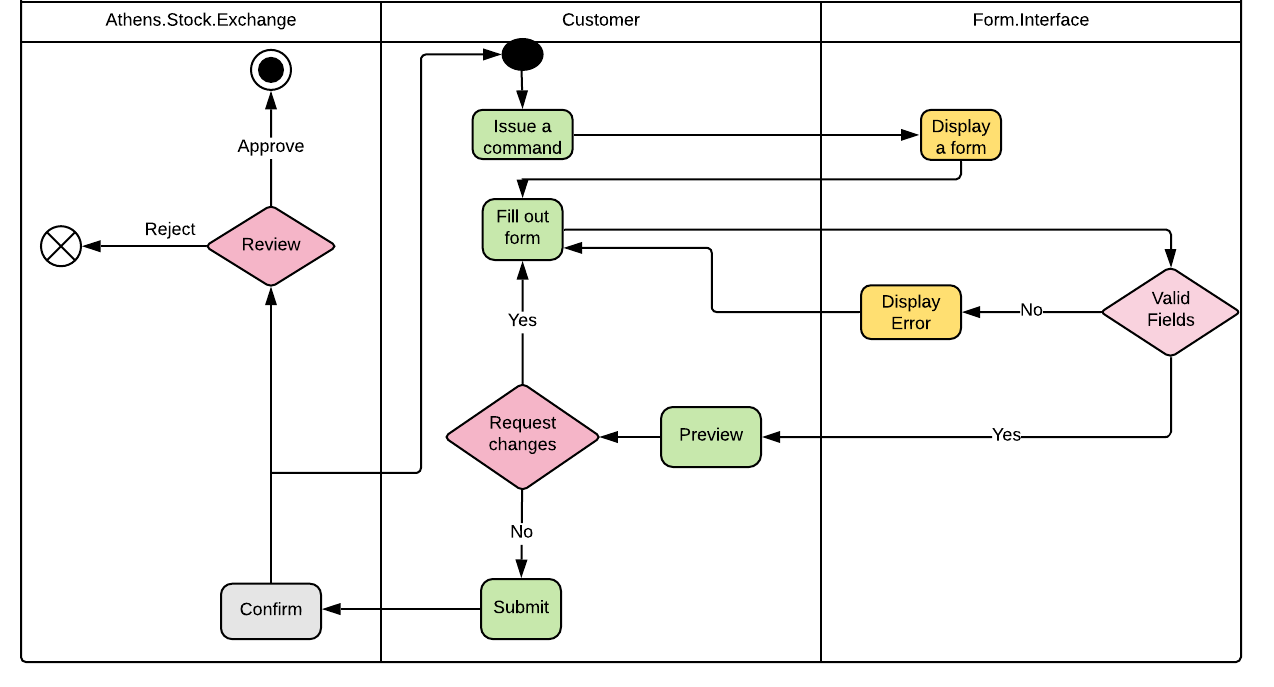 Athens.Stock.Exchange
Customer
Form.Interface
Issue a
command
Display
a form
Approve
Fill out
form
Reject
Review
Display
Error
No
Valid
Fields
Yes
Request
changes
Preview
Yes
No
Confirm
Submit